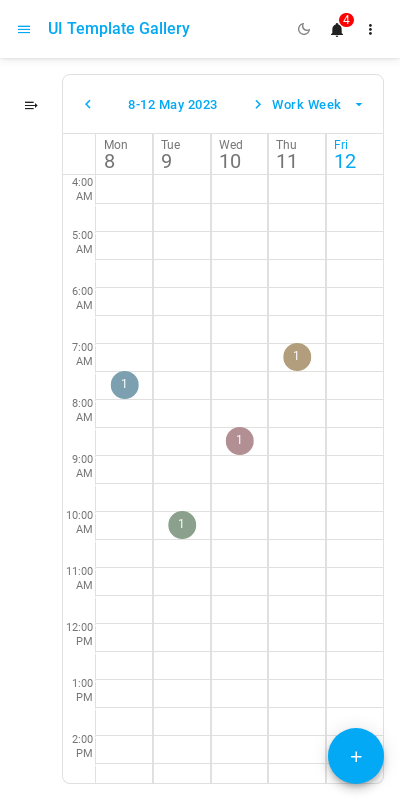 UI Template Gallery
4
8-12 May 2023
Work Week
Mon
8
Tue
9
Wed
10
Thu
11
Fri
12
4:00
AM
5:00
AM
6:00
AM
7:00
AM
1
1
8:00
AM
1
9:00
AM
10:00
AM
1
11:00
AM
12:00
PM
1:00
PM
2:00
PM